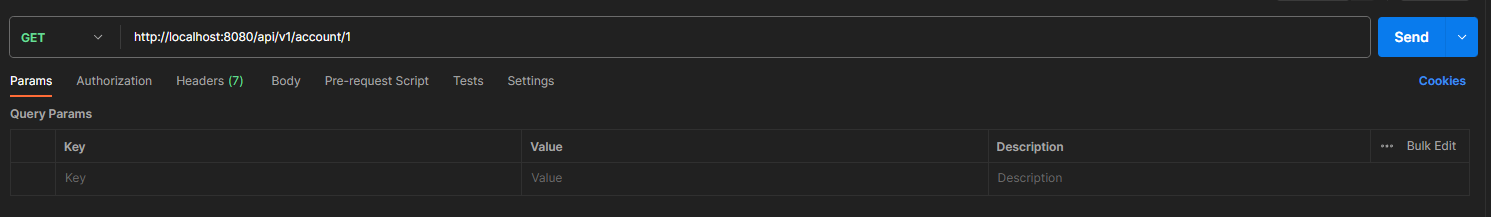 GET http://localhost:8080/api/v1/account/1 Send
Params Authorization Headers (7) Body Pre-request Script Tests Settings Cookies
Query Params
Key Value Description ••• Bulk Edit
Key Value Description